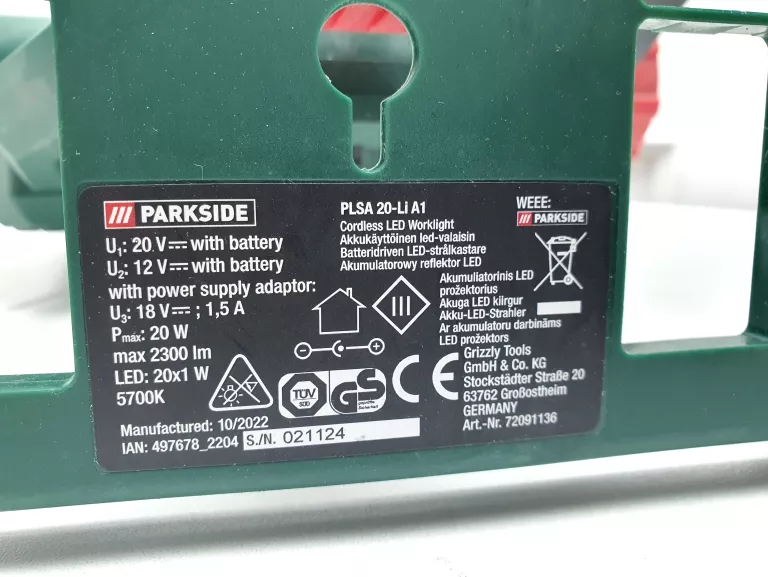 PARKSIDE
U₁: 20 V⎓ with battery
U₂: 12 V⎓ with battery
with power supply adaptor:
U₃: 18 V⎓; 1,5 A
Pmax: 20 W
max 2300 lm
LED: 20x1 W
5700K
Manufactured: 10/2022
IAN: 497678_2204
S./N. 021124
PLSA 20-Li A1
Cordless LED Worklight
Akkukäyttöinen led-valaisin
Batteridriven LED-strålkastare
Akumulatorowy reflektor LED
III
TÜV
SÜD
GS
geprüfte
Sicherheit
CE
WEEE:
PARKSIDE
Akumuliatorinis LED
prožektorius
Akuga LED kiirgur
Akku-LED-Strahler
Ar akumulatoru darbināms
LED prožektors
Grizzly Tools
GmbH & Co. KG
Stockstädter Straße 20
63762 Großostheim
GERMANY
Art.-Nr. 72091136